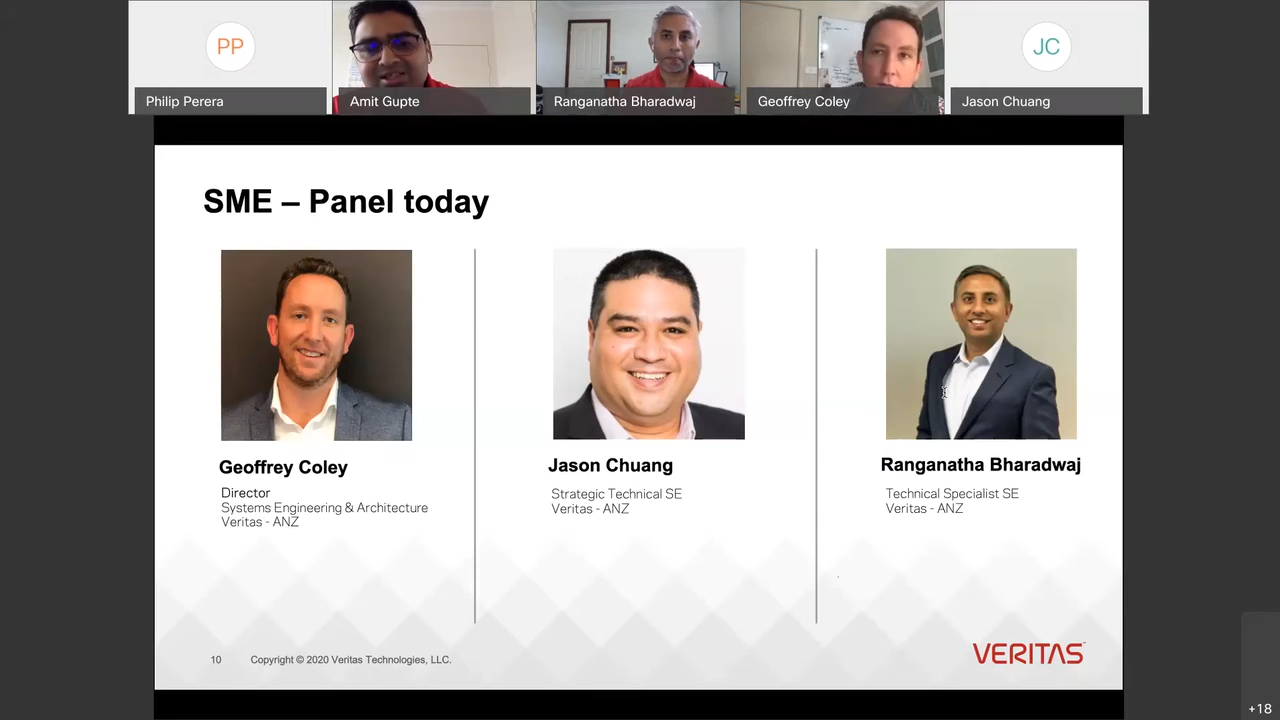 PP
Philip Perera
Amit Gupte
Ranganatha Bharadwaj
Geoffrey Coley
JC
Jason Chuang
SME – Panel today
Geoffrey Coley
Director
Systems Engineering & Architecture
Veritas - ANZ
Jason Chuang
Strategic Technical SE
Veritas - ANZ
Ranganatha Bharadwaj
Technical Specialist SE
Veritas - ANZ
10
Copyright © 2020 Veritas Technologies, LLC.
VERITAS™
+18